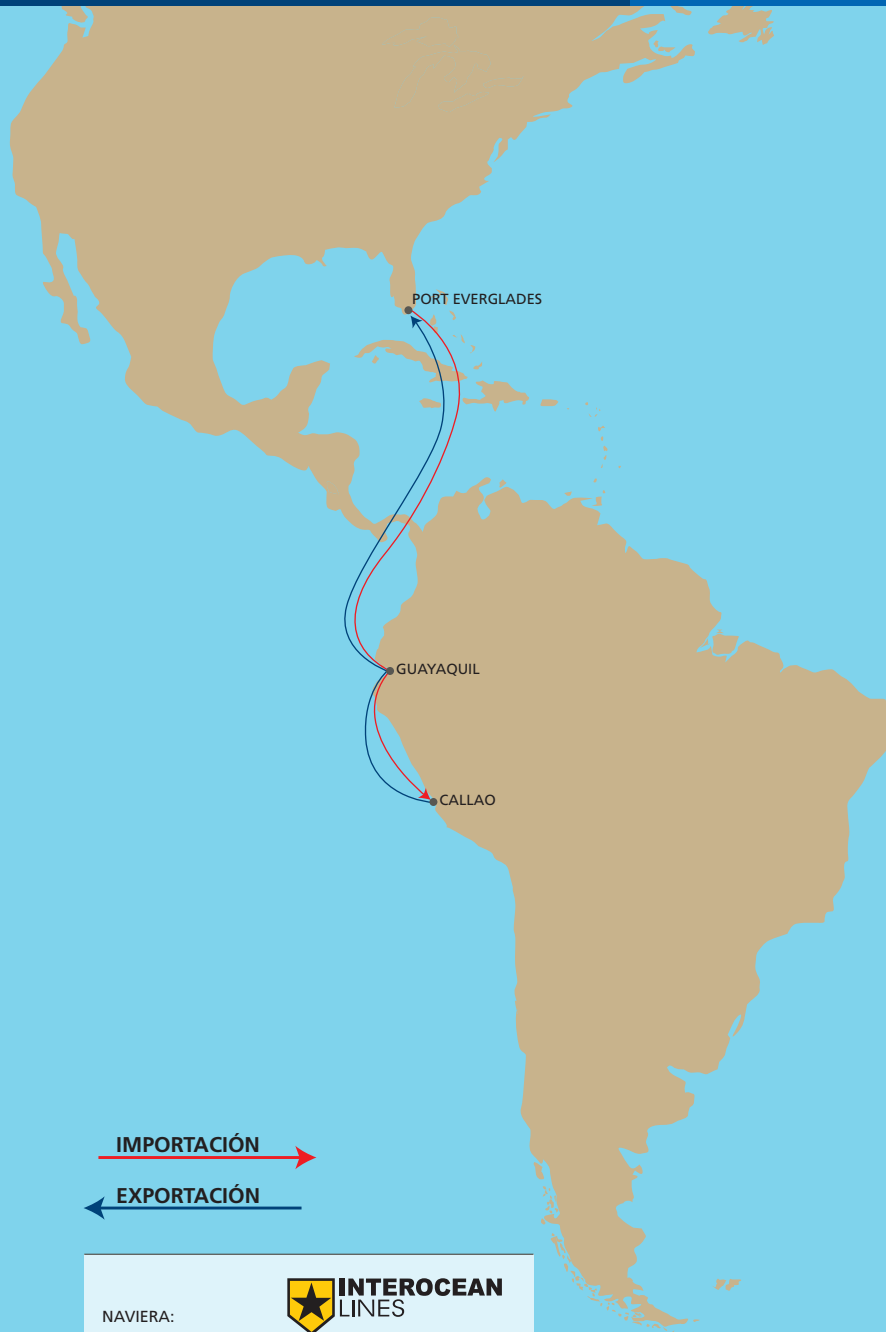 PORT EVERGLADES
GUAYAQUIL
CALLAO
IMPORTACIÓN
EXPORTACIÓN
NAVIERA:
INTEROCEAN
LINES